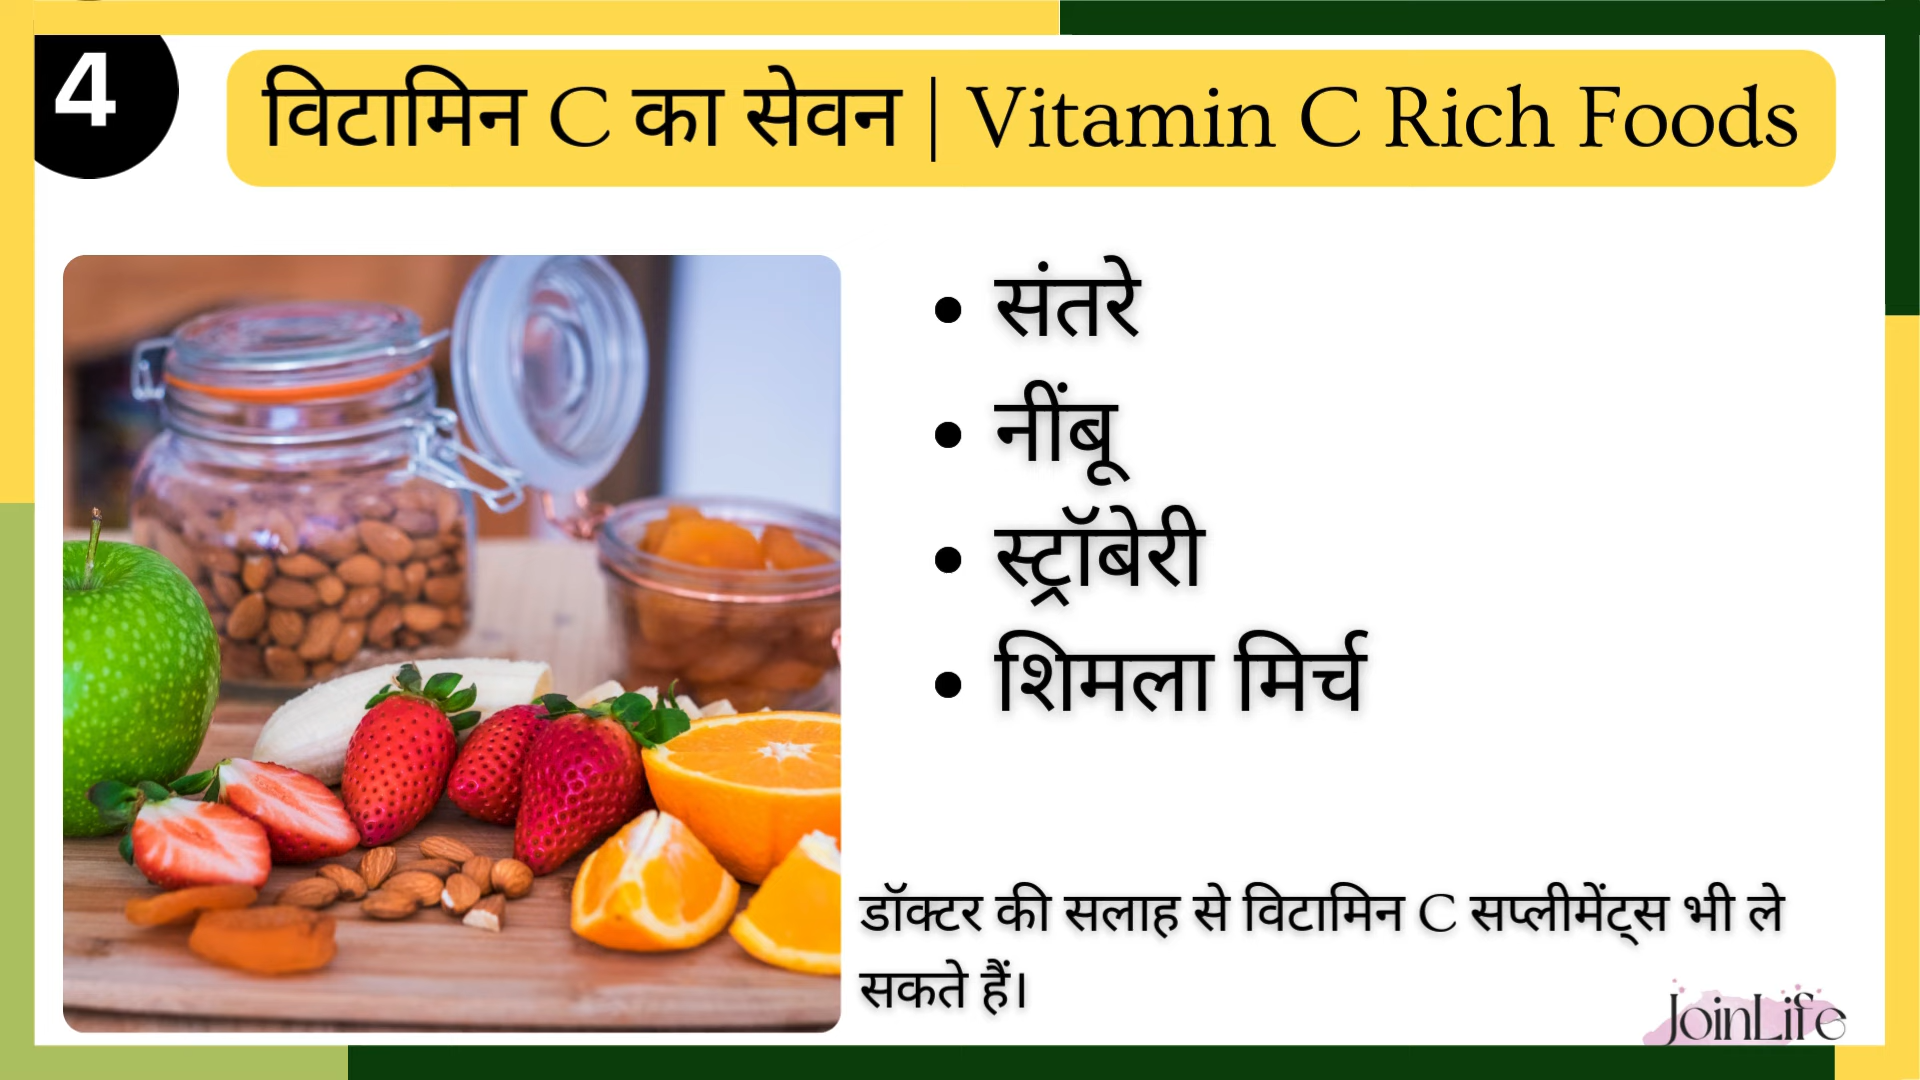 4
विटामिन C का सेवन | Vitamin C Rich Foods
• संतरे
• नींबू
• स्ट्रॉबेरी
• शिमला मिर्च
डॉक्टर की सलाह से विटामिन C सप्लीमेंट्स भी ले
सकते हैं।
JoinLife